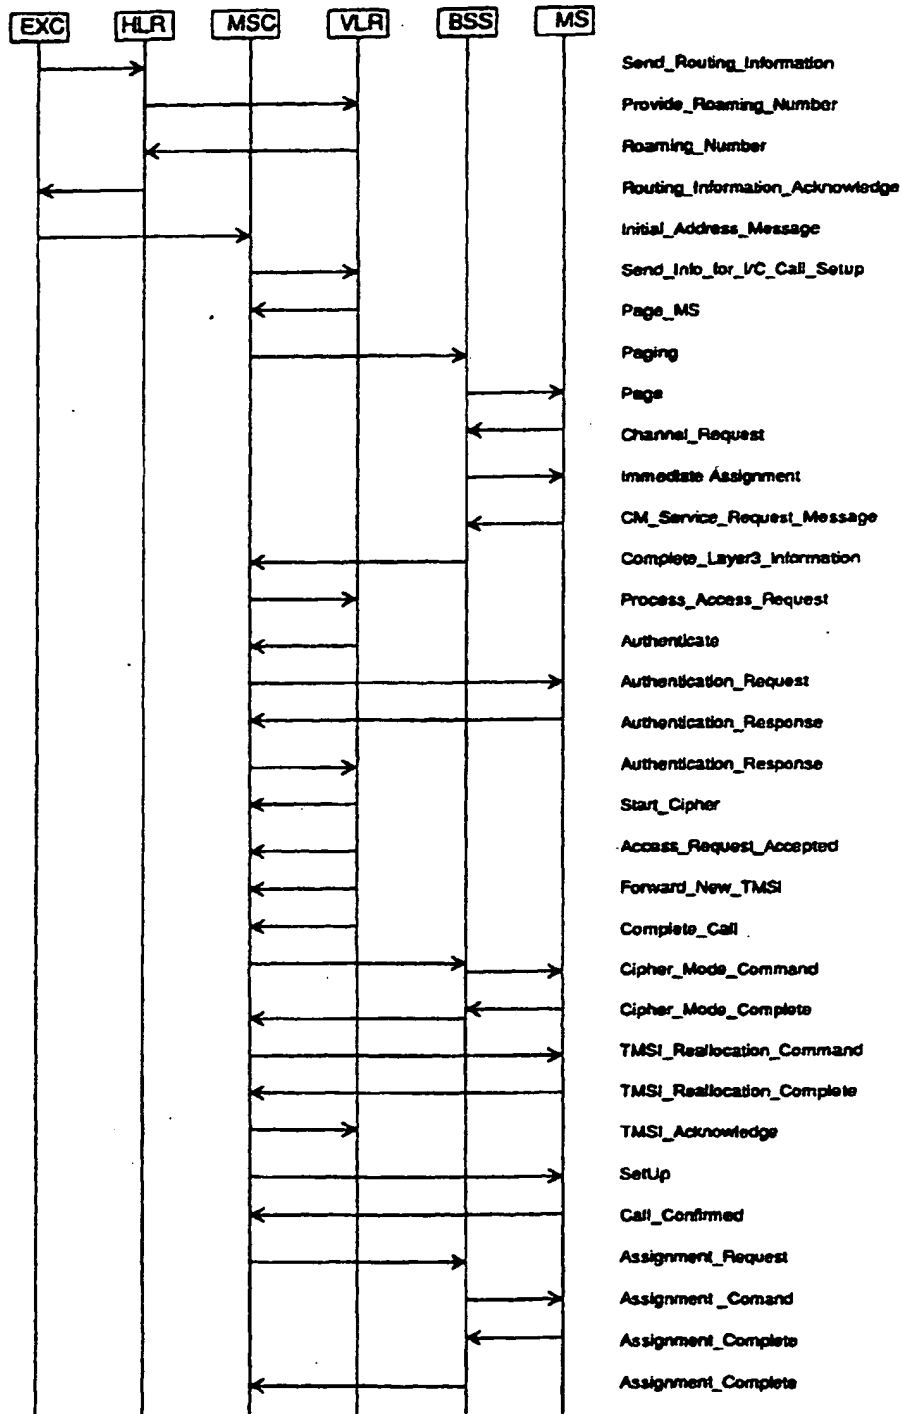 EXC HLR MSC VLR BSS MS
Send_Routing_Information
Provide_Roaming_Number
Roaming_Number
Routing_Information_Acknowledge
Initial_Address_Message
Send_Info_for_I/C_Call_Setup
Page_MS
Paging
Page
Channel_Request
Immediate Assignment
CM_Service_Request_Message
Complete_Layer3_Information
Process_Access_Request
Authenticate
Authentication_Request
Authentication_Response
Authentication_Response
Start_Cipher
Access_Request_Accepted
Forward_New_TMSI
Complete_Call
Cipher_Mode_Command
Cipher_Mode_Complete
TMSI_Reallocation_Command
TMSI_Reallocation_Complete
TMSI_Acknowledge
SetUp
Call_Confirmed
Assignment_Request
Assignment_Comand
Assignment_Complete
Assignment_Complete